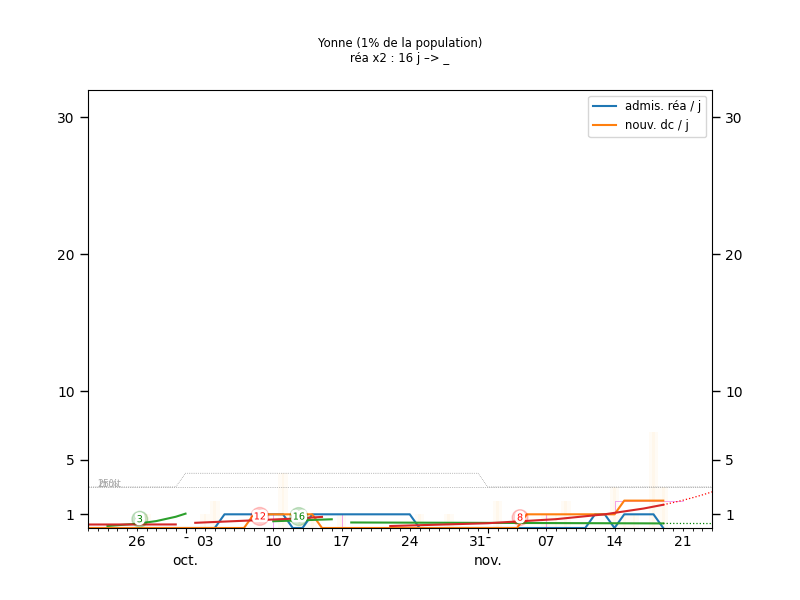 Yonne (1% de la population)
réa x2 : 16 j –> _
admis. réa / j
nouv. dc / j
30 30
20 20
10 10
5 5
1 1
3 12 16 8
26 - 03 10 17 24 31 07 14 21
oct. nov.